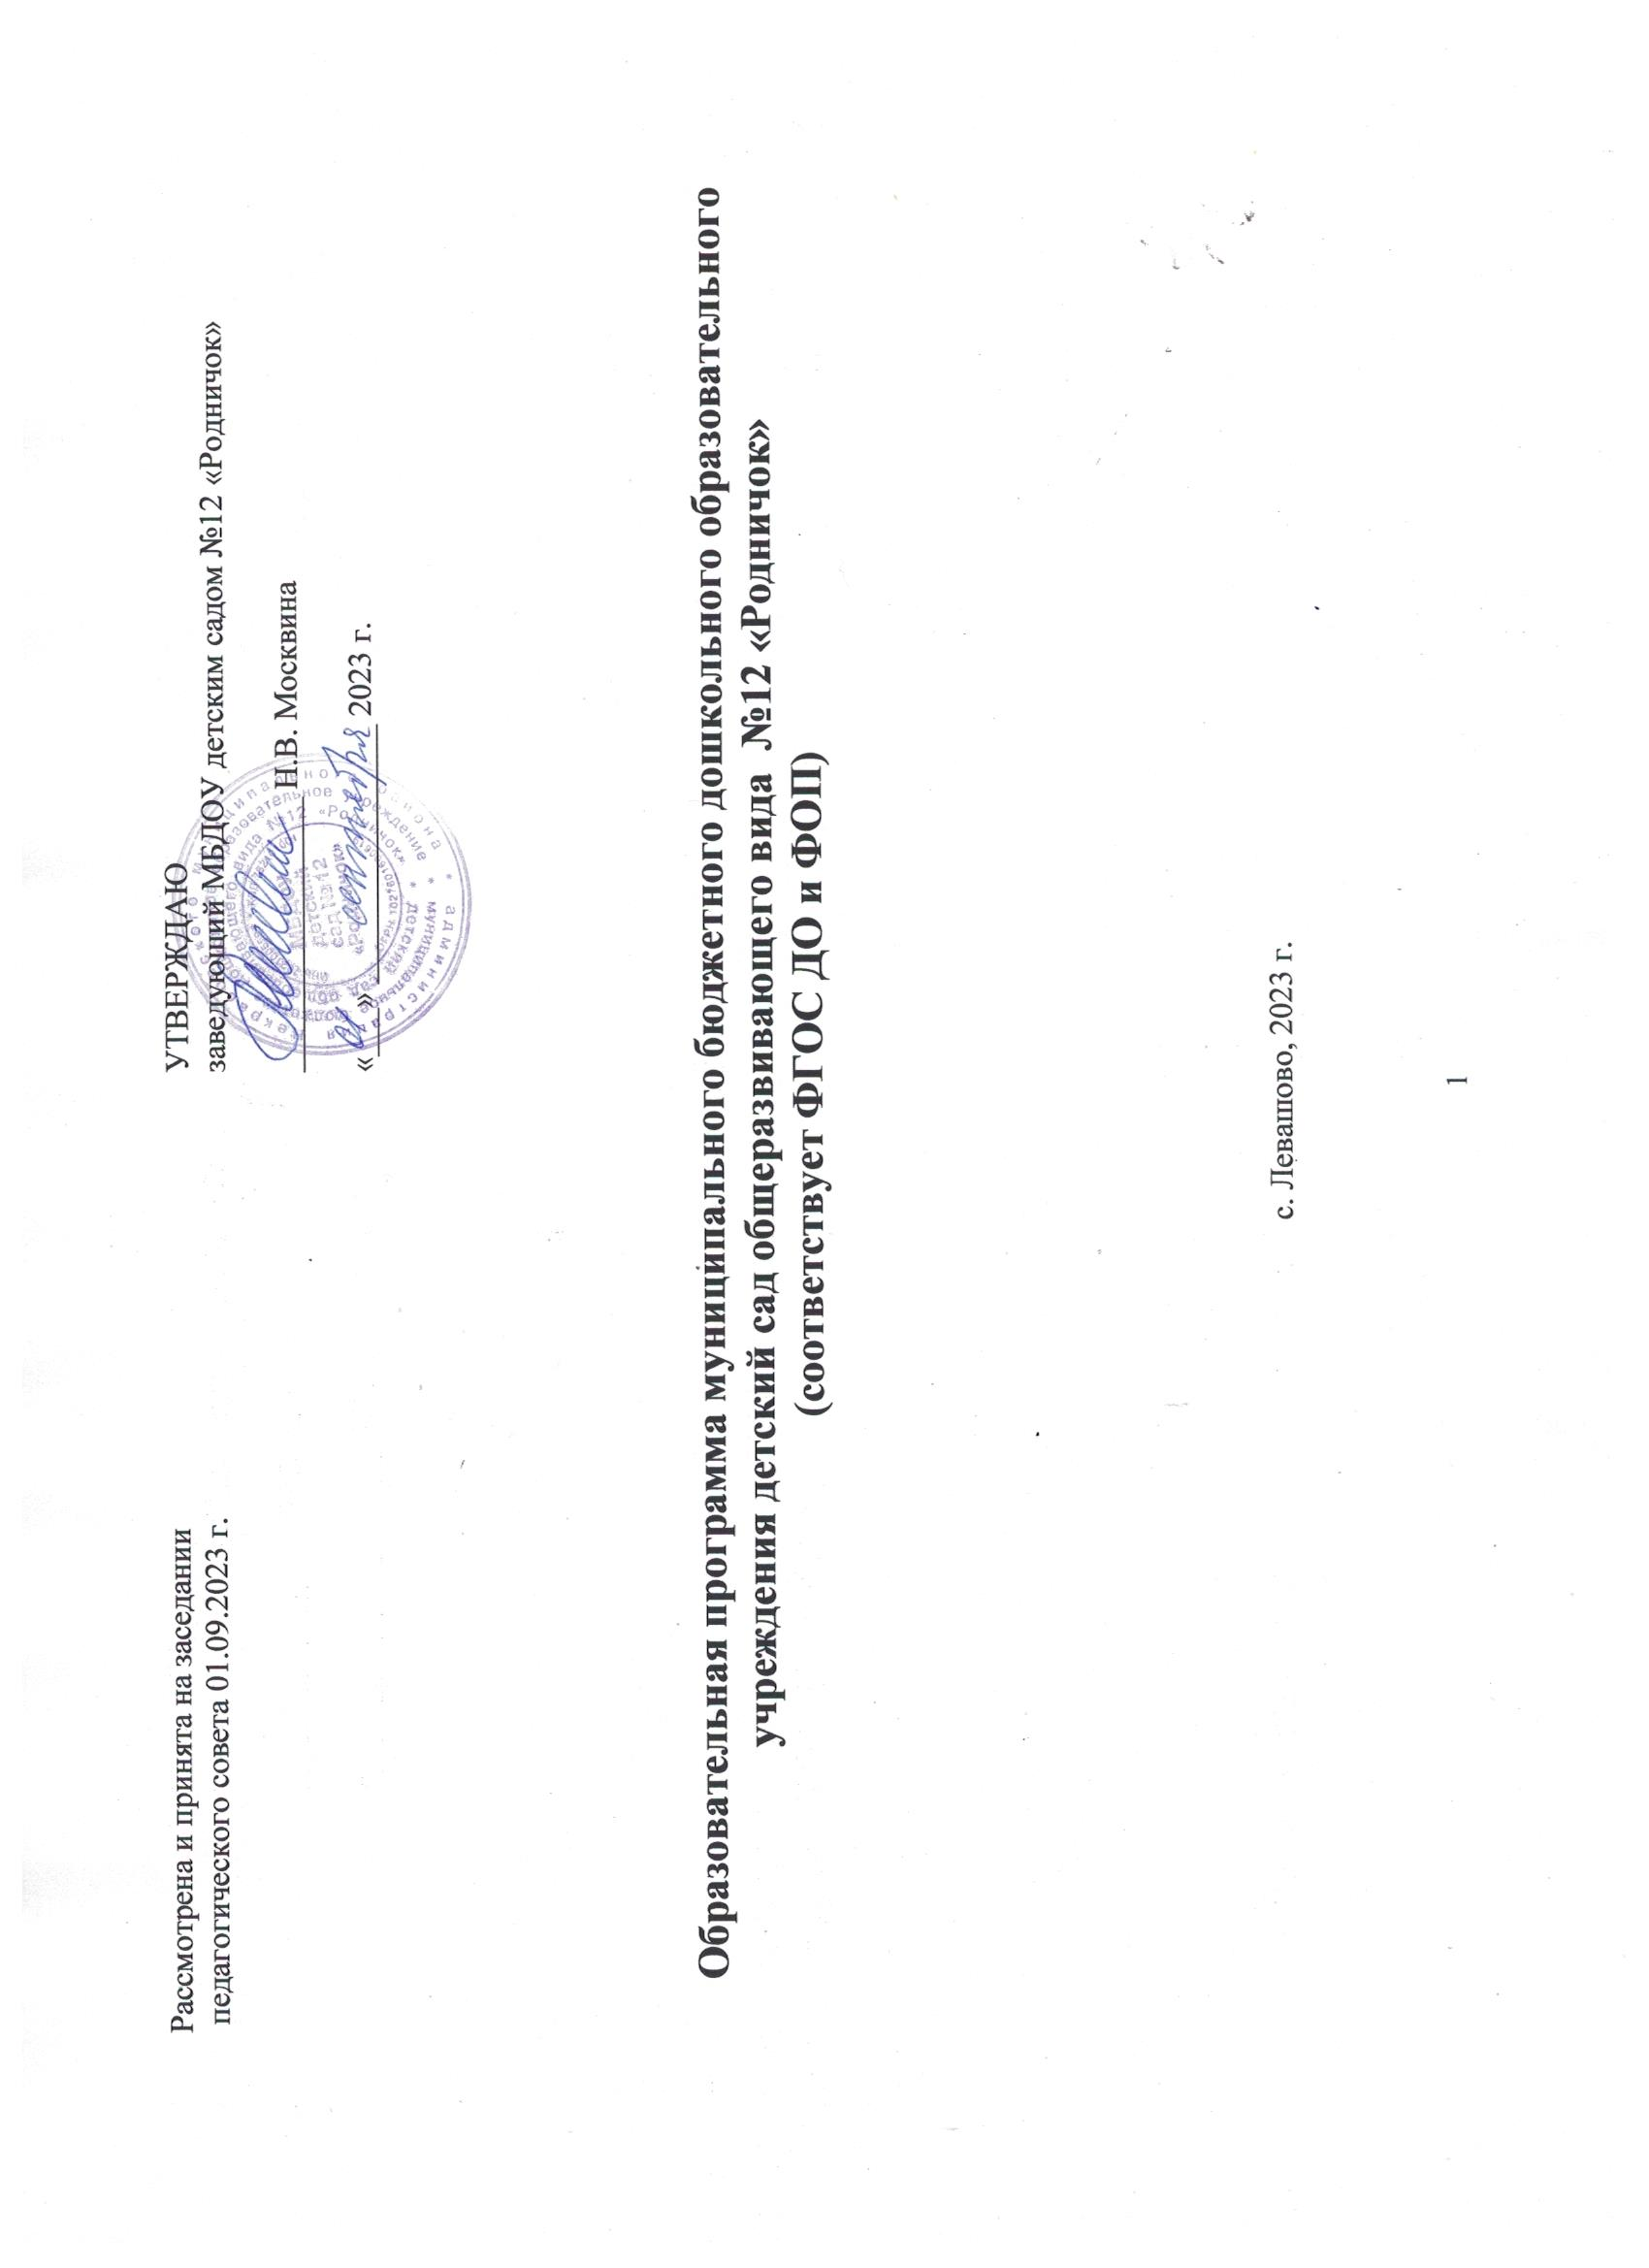 Рассмотрена и принята на заседании
педагогического совета 01.09.2023 г.
УТВЕРЖДАЮ
заведующий МБДОУ детским садом №12 «Родничок»
Н.В. Москвина
«01» сентября 2023 г.
Образовательная программа муниципального бюджетного дошкольного образовательного
учреждения детский сад общеразвивающего вида №12 «Родничок»
(соответствует ФГОС ДО и ФОП)
с. Левашово, 2023 г.
1